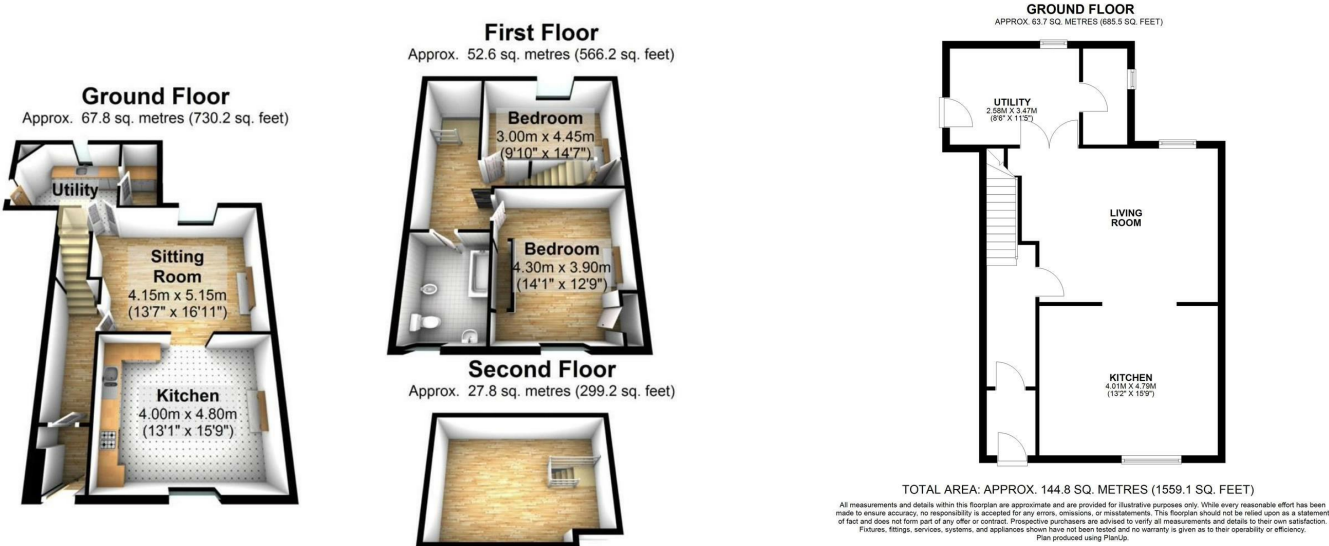 Ground Floor
Approx. 67.8 sq. metres (730.2 sq. feet)
Utility
Sitting
Room
4.15m x 5.15m
(13'7" x 16'11")
Kitchen
4.00m x 4.80m
(13'1" x 15'9")
First Floor
Approx. 52.6 sq. metres (566.2 sq. feet)
Bedroom
3.00m x 4.45m
(9'10" x 14'7")
Bedroom
4.30m x 3.90m
(14'1" x 12'9")
Second Floor
Approx. 27.8 sq. metres (299.2 sq. feet)
GROUND FLOOR
APPROX. 63.7 SQ. METRES (685.5 SQ. FEET)
UTILITY
2.58M X 3.47M
(8'6" X 11'5")
LIVING
ROOM
KITCHEN
4.01M X 4.79M
(13'2" X 15'9")
TOTAL AREA: APPROX. 144.8 SQ. METRES (1559.1 SQ. FEET)
All measurements and details within this floorplan are approximate and are provided for illustrative purposes only. While every reasonable effort has been
made to ensure accuracy, no responsibility is accepted for any errors, omissions, or misstatements. This floorplan should not be relied upon as a statement
of fact and does not form part of any offer or contract. Prospective purchasers are advised to verify all measurements and details to their own satisfaction.
Fixtures, fittings, services, systems, and appliances shown have not been tested and no warranty is given as to their operability or efficiency.
Plan produced using PlanUp.